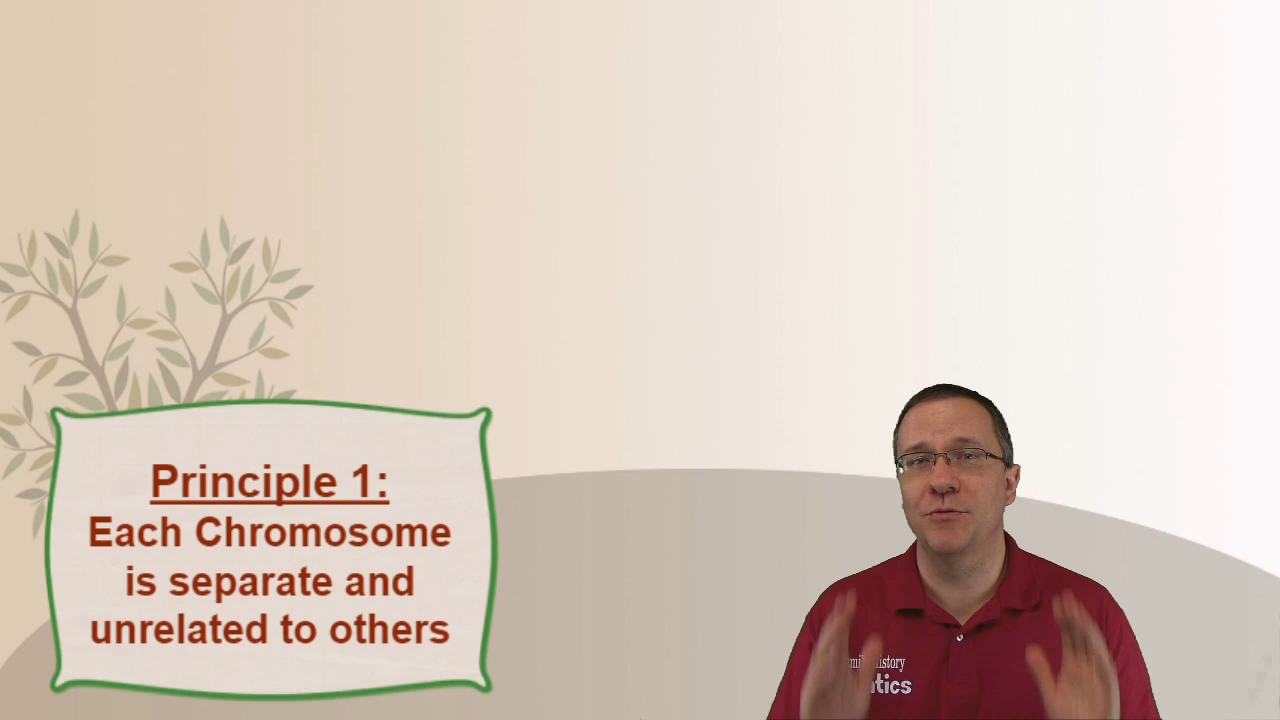 Principle 1:
Each Chromosome
is separate and
unrelated to others